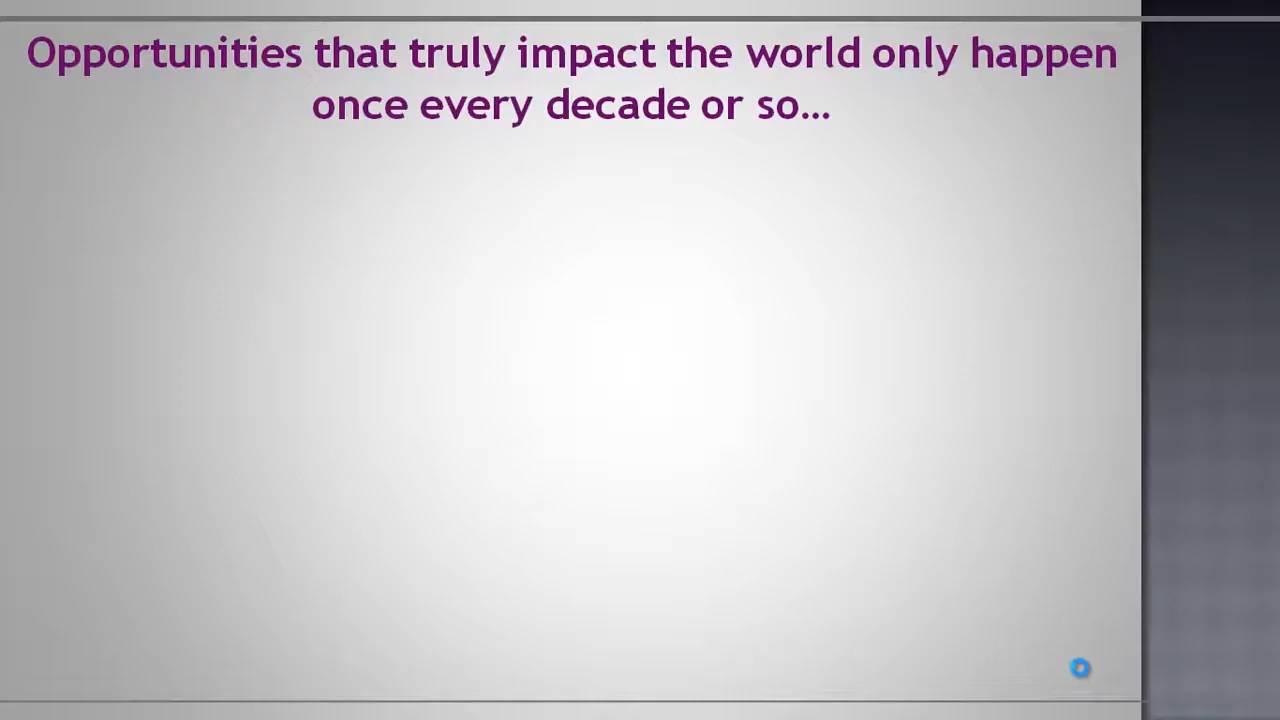 Opportunities that truly impact the world only happen
once every decade or so...